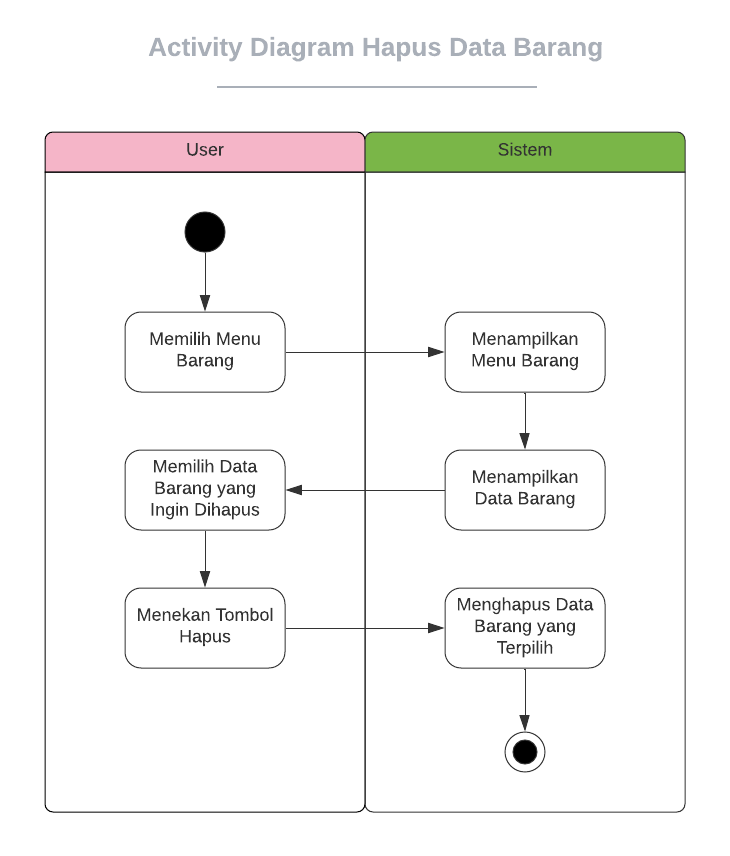 Activity Diagram Hapus Data Barang
User
Sistem
Memilih Menu
Barang
Menampilkan
Menu Barang
Memilih Data
Barang yang
Ingin Dihapus
Menampilkan
Data Barang
Menekan Tombol
Hapus
Menghapus Data
Barang yang
Terpilih